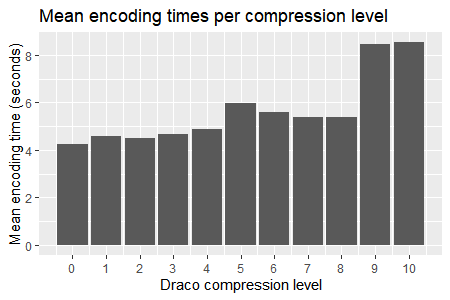 Mean encoding times per compression level
Mean encoding time (seconds)
8
6
4
2
0
0 1 2 3 4 5 6 7 8 9 10
Draco compression level